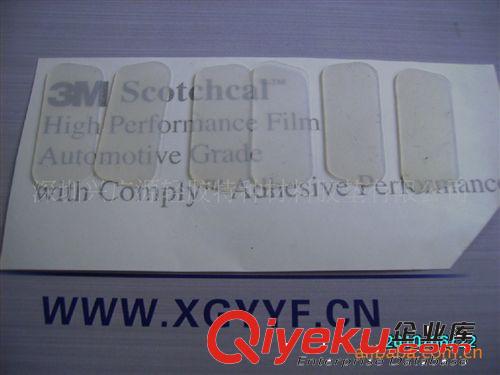 3M Scotchcal™
High Performance Film
Automotive Grade
with Comply™ Adhesive Performance
WWW.XGYYF.CN
企业库
Qiyeku.com
Enterprise Database